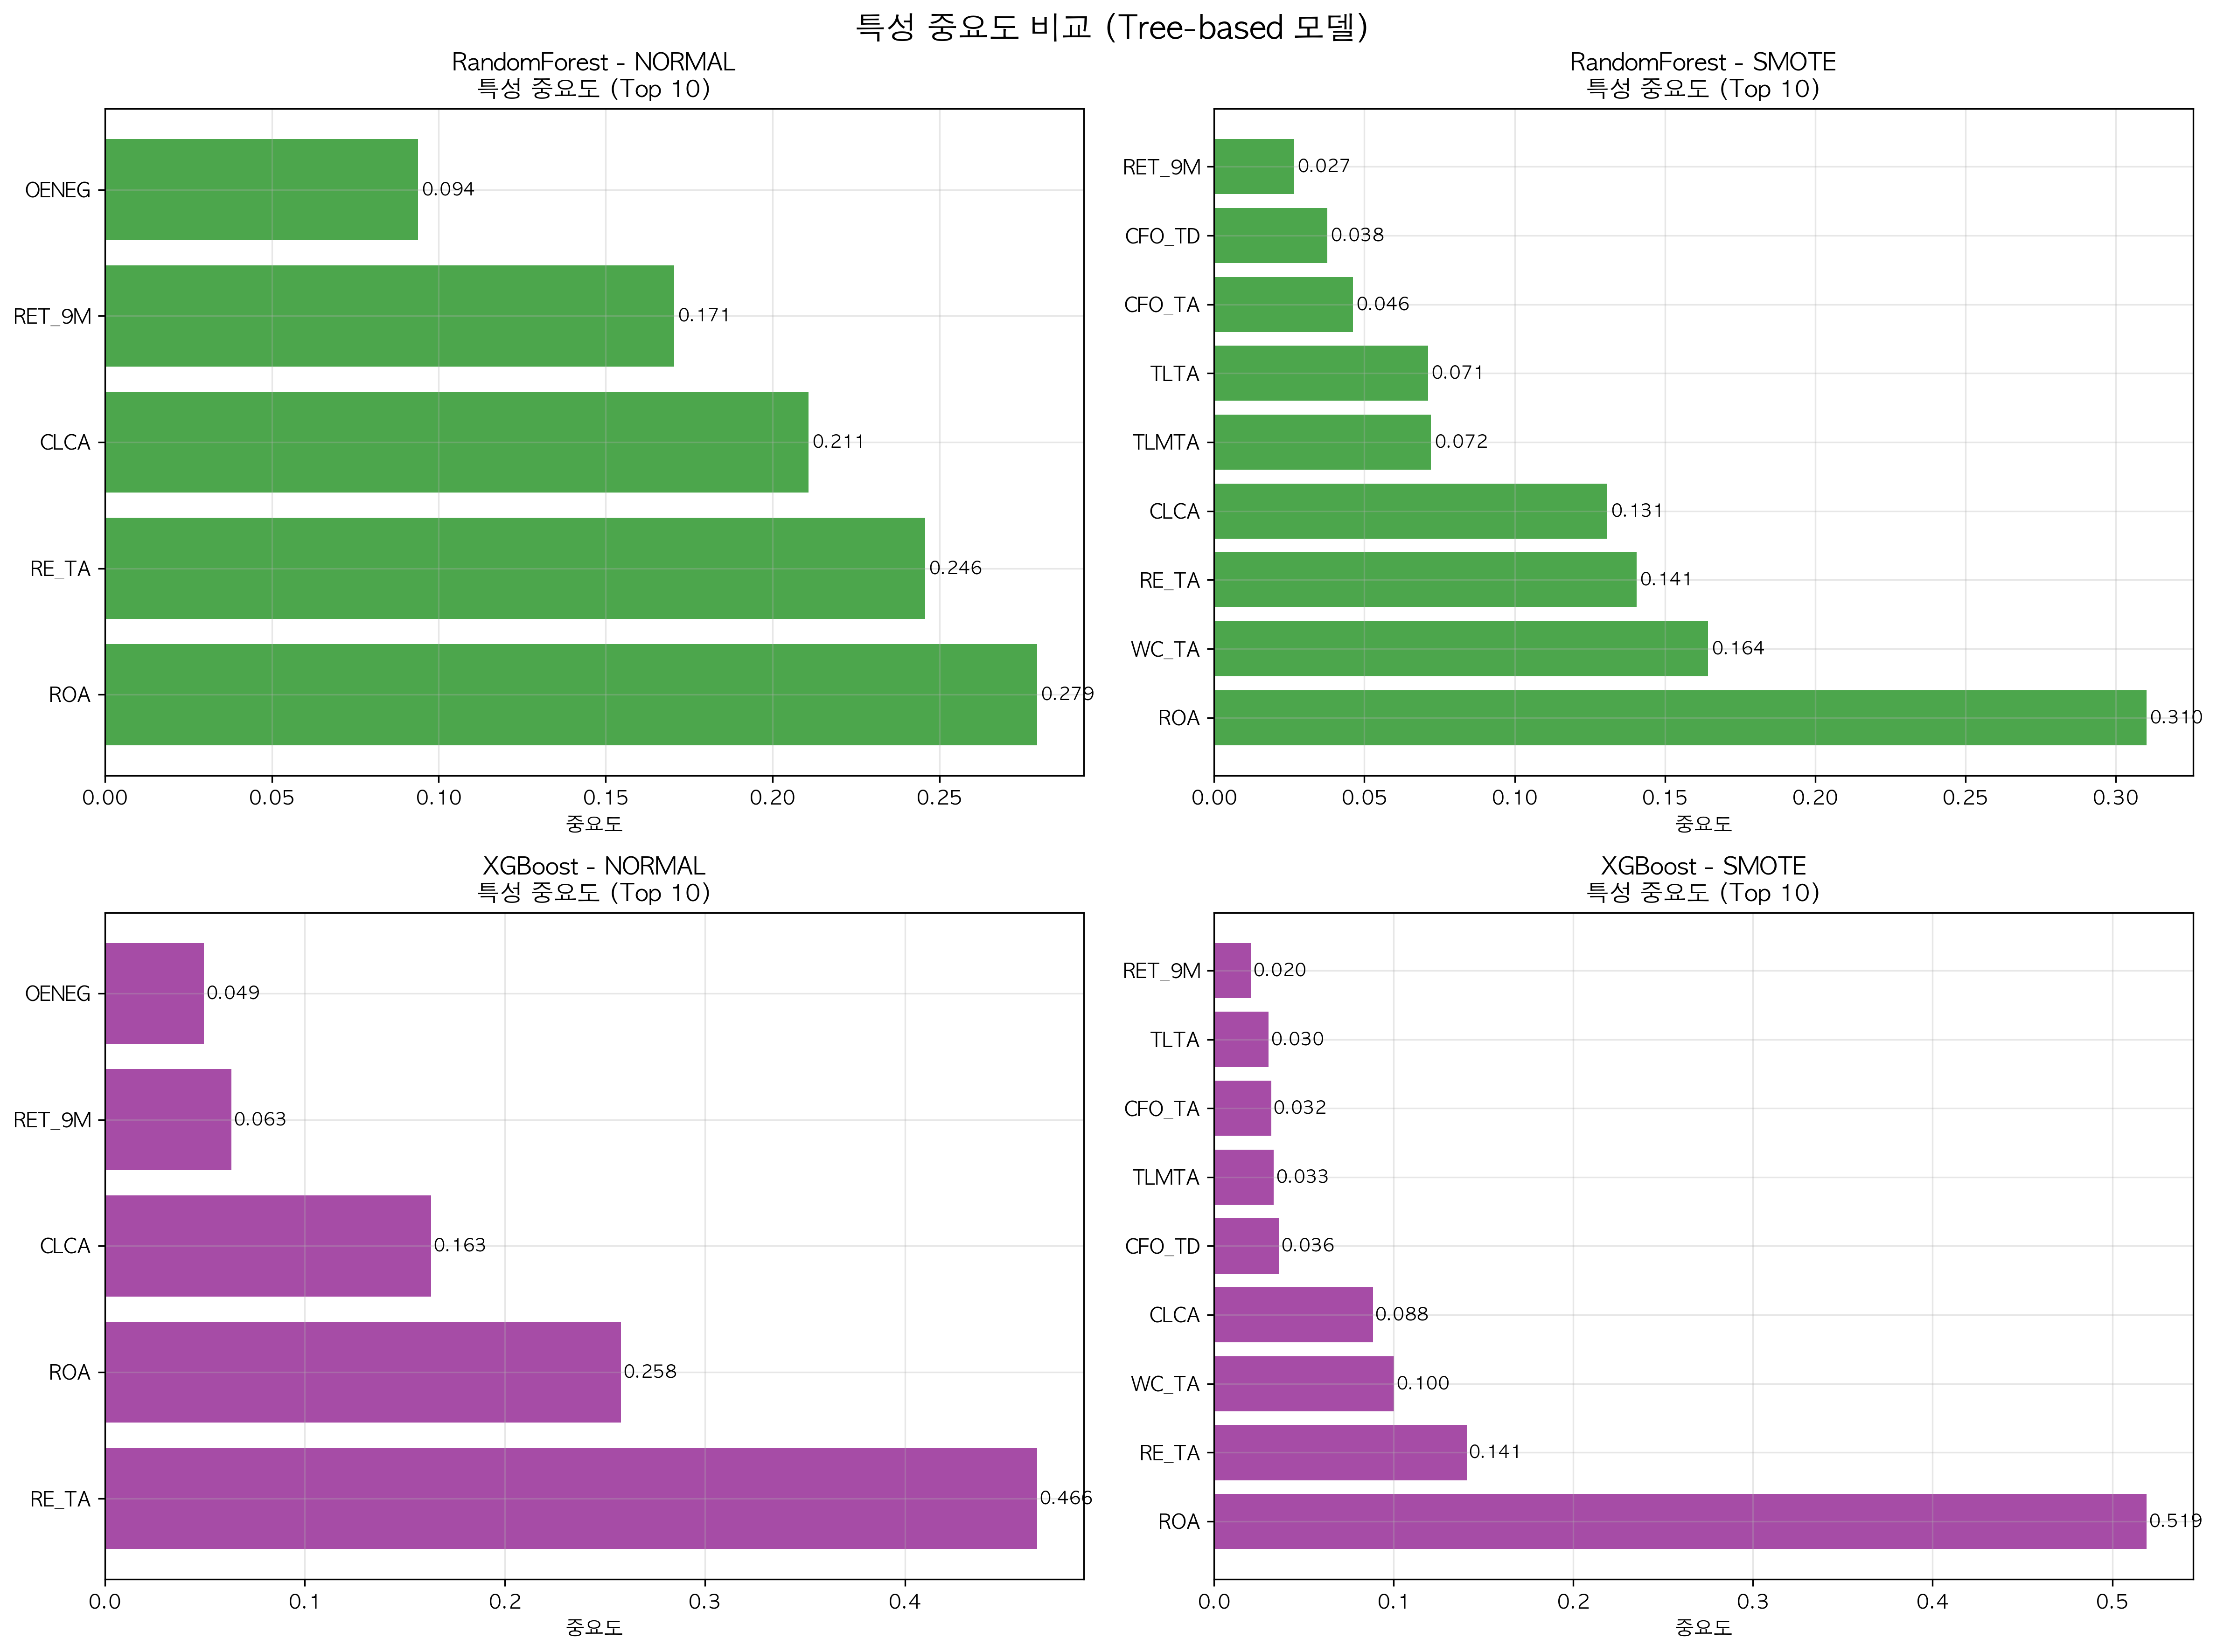 특성 중요도 비교 (Tree-based 모델)
RandomForest - NORMAL
특성 중요도 (Top 10)
OENEG
0.094
RET_9M
0.171
CLCA
0.211
RE_TA
0.246
ROA
0.279
0.00 0.05 0.10 0.15 0.20 0.25
중요도
RandomForest - SMOTE
특성 중요도 (Top 10)
RET_9M
0.027
CFO_TD
0.038
CFO_TA
0.046
TLTA
0.071
TLMTA
0.072
CLCA
0.131
RE_TA
0.141
WC_TA
0.164
ROA
0.310
0.00 0.05 0.10 0.15 0.20 0.25 0.30
중요도
XGBoost - NORMAL
특성 중요도 (Top 10)
OENEG
0.049
RET_9M
0.063
CLCA
0.163
ROA
0.258
RE_TA
0.466
0.0 0.1 0.2 0.3 0.4
중요도
XGBoost - SMOTE
특성 중요도 (Top 10)
RET_9M
0.020
TLTA
0.030
CFO_TA
0.032
TLMTA
0.033
CFO_TD
0.036
CLCA
0.088
WC_TA
0.100
RE_TA
0.141
ROA
0.519
0.0 0.1 0.2 0.3 0.4 0.5
중요도